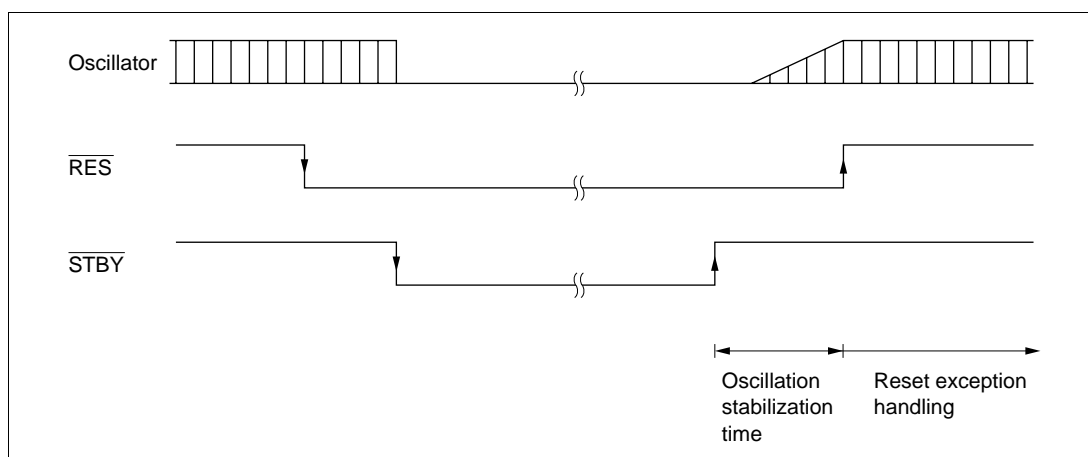 Oscillator
RES
STBY
Oscillation
stabilization
time
Reset exception
handling